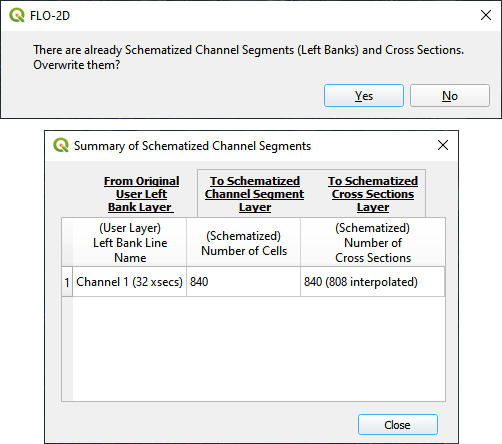 FLO-2D
There are already Schematized Channel Segments (Left Banks) and Cross Sections.
Overwrite them?
Yes
No
Summary of Schematized Channel Segments
From Original
User Left
Bank Layer
To Schematized
Channel Segment
Layer
To Schematized
Cross Sections
Layer
(User Layer)
Left Bank Line
Name
(Schematized)
Number of Cells
(Schematized)
Number of
Cross Sections
1
Channel 1 (32 xsecs)
840
840 (808 interpolated)
Close